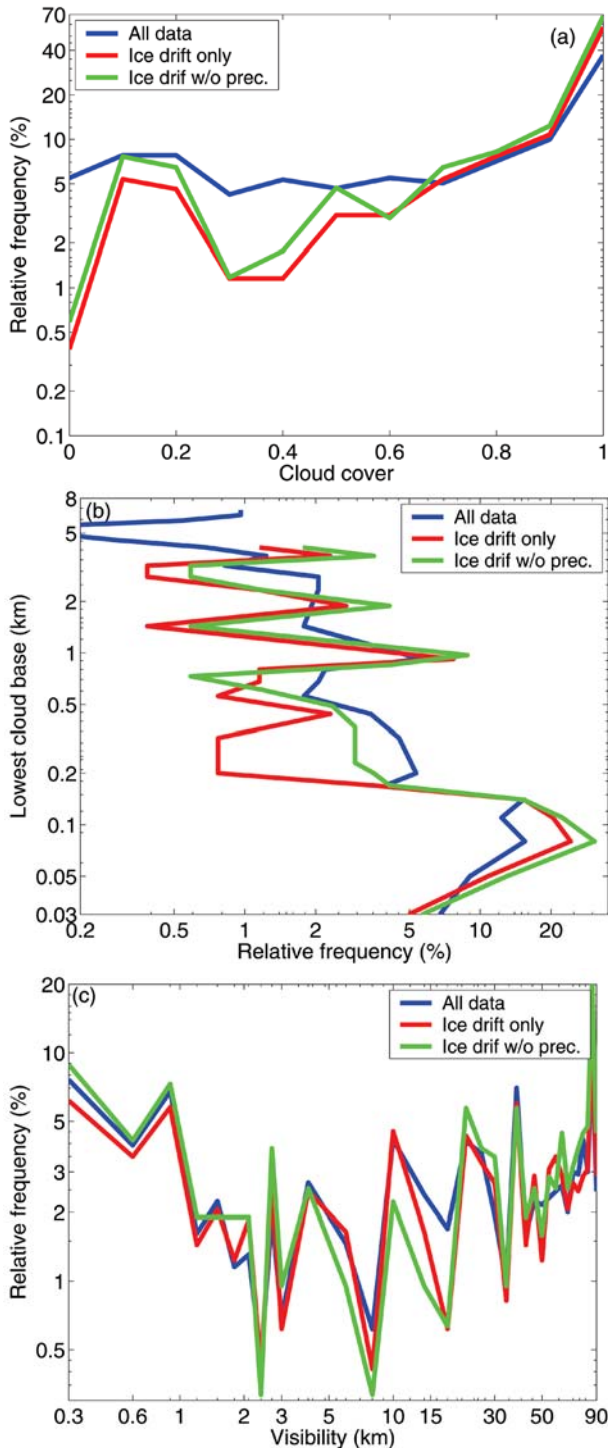 70
40
20
10
5
2
1
0.5
0.2
0.1
Relative frequency (%)
(a)
All data
Ice drift only
Ice drif w/o prec.
0
0.2
0.4
0.6
0.8
1
Cloud cover
8
5
2
1
0.5
0.2
0.1
0.05
0.03
Lowest cloud base (km)
(b)
All data
Ice drift only
Ice drif w/o prec.
0.2
0.5
1
2
5
10
20
Relative frequency (%)
20
10
5
3
2
1
0.5
Relative frequency (%)
(c)
All data
Ice drift only
Ice drif w/o prec.
0.3
0.6
1
2
3
5
10
15
30
50
90
Visibility (km)